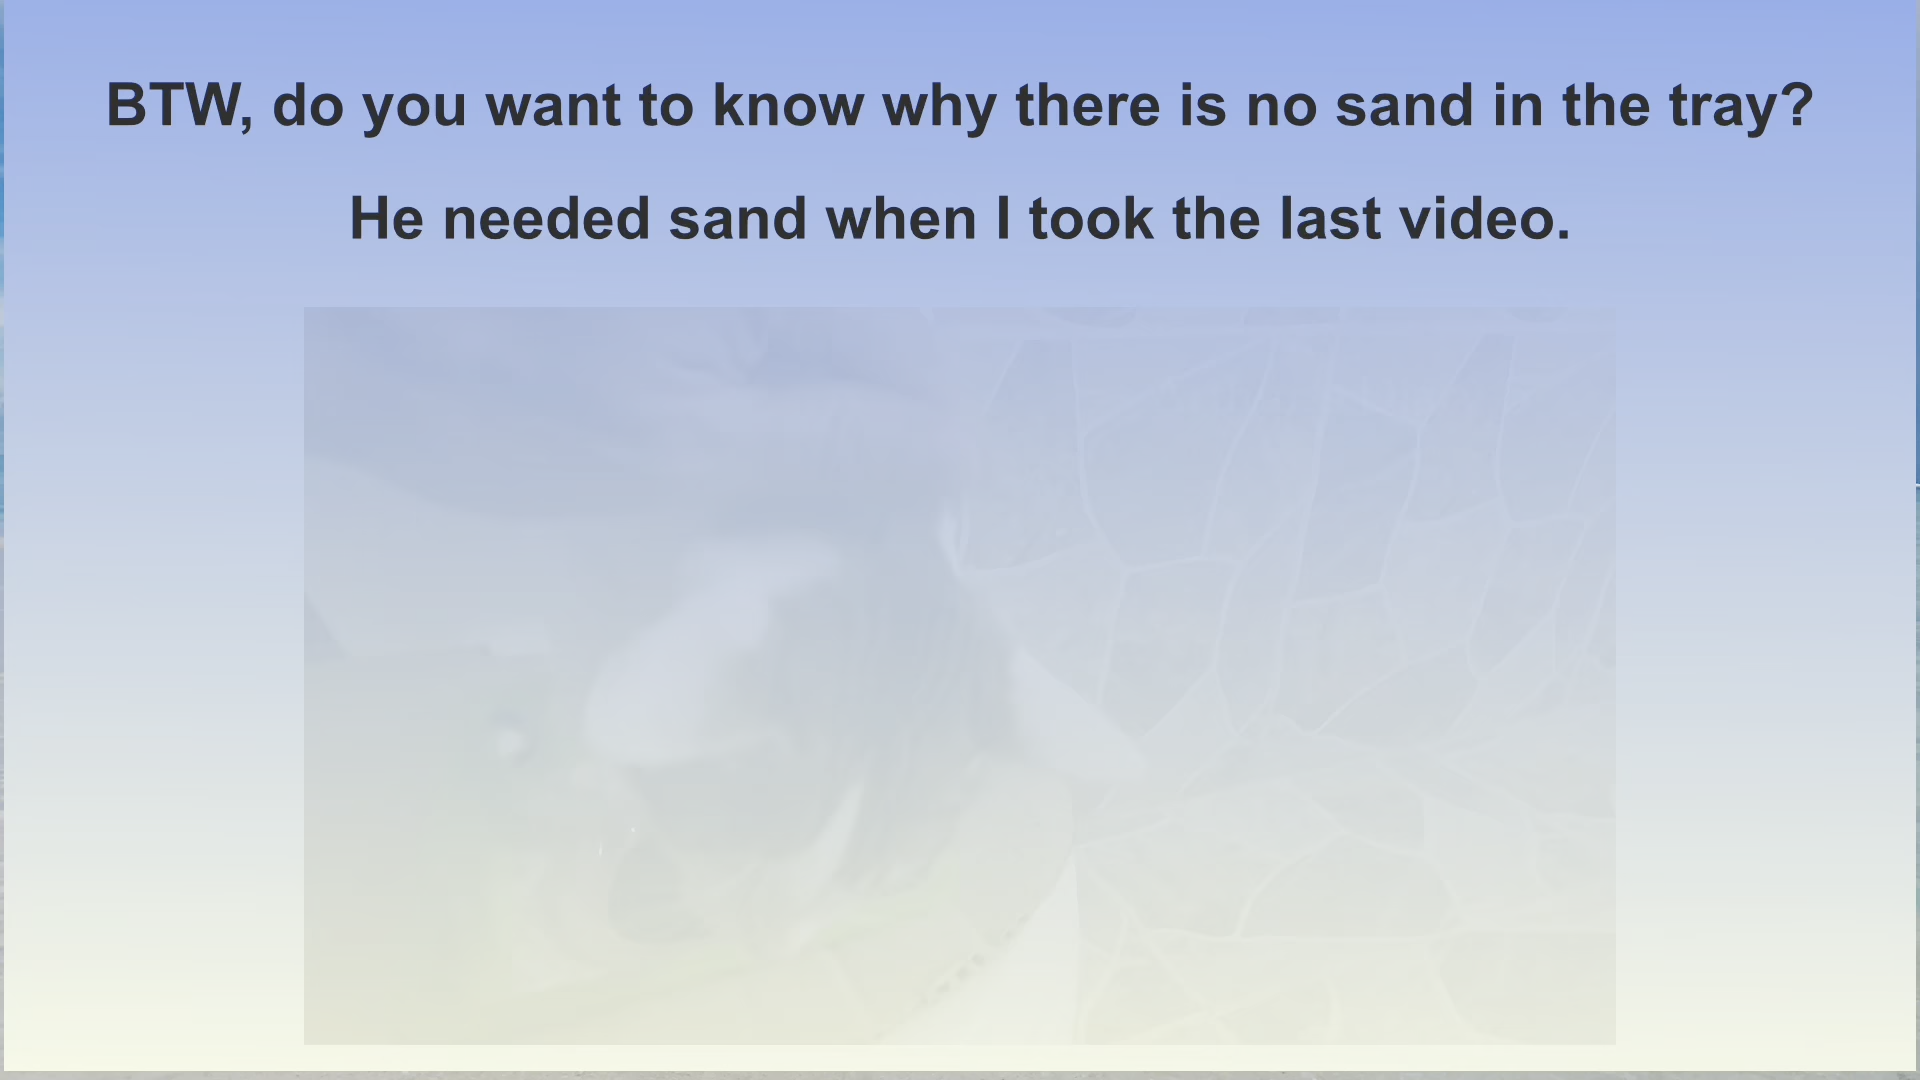 BTW, do you want to know why there is no sand in the tray?
He needed sand when I took the last video.